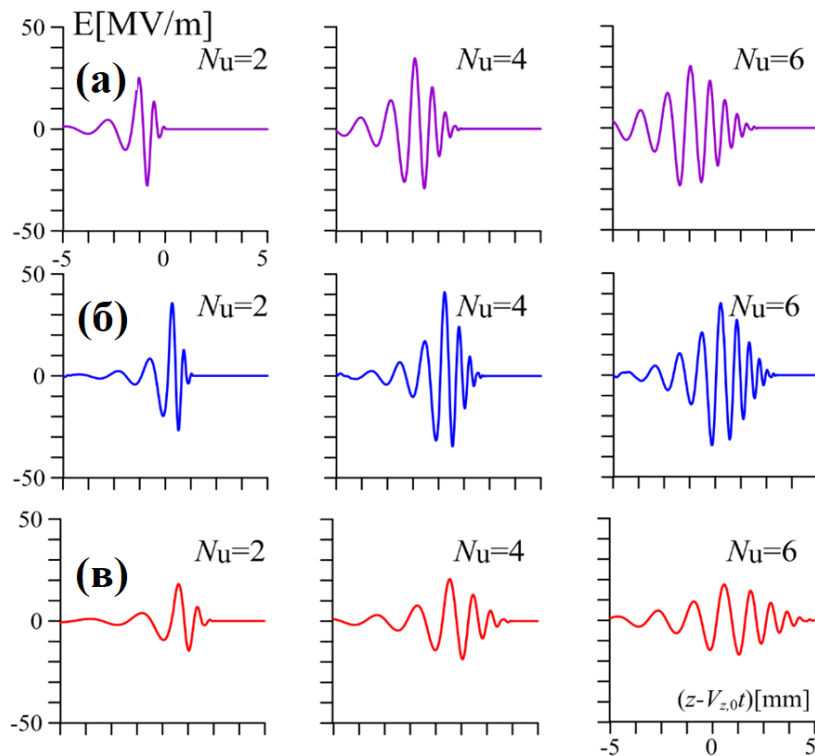 E[MV/m]
50
(а)
Nu=2
Nu=4
Nu=6
0
-50
-5
0
5
50
(б)
Nu=2
Nu=4
Nu=6
0
-50
50
(в)
Nu=2
Nu=4
Nu=6
0
(z-Vz,0t)[mm]
-50
-5
0
5